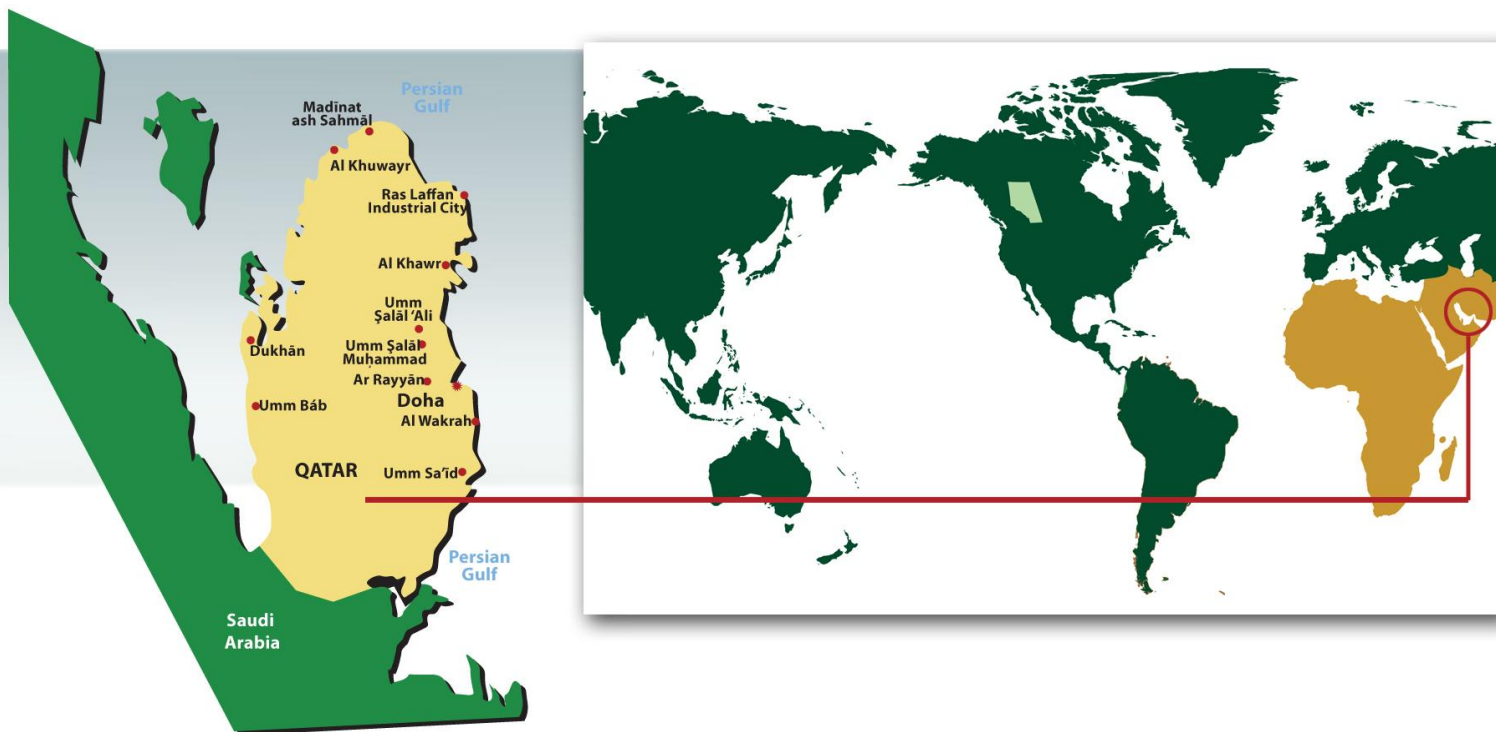 Persian
Gulf
Madīnat
ash Sahmāl
Al Khuwayr
Ras Laffan
Industrial City
Al Khawr
Umm
Şalāl ‘Ali
Dukhān
Umm Şalāl
Muḥammad
Ar Rayyān
Doha
Umm Báb
Al Wakrah
QATAR
Umm Sa’īd
Persian
Gulf
Saudi
Arabia